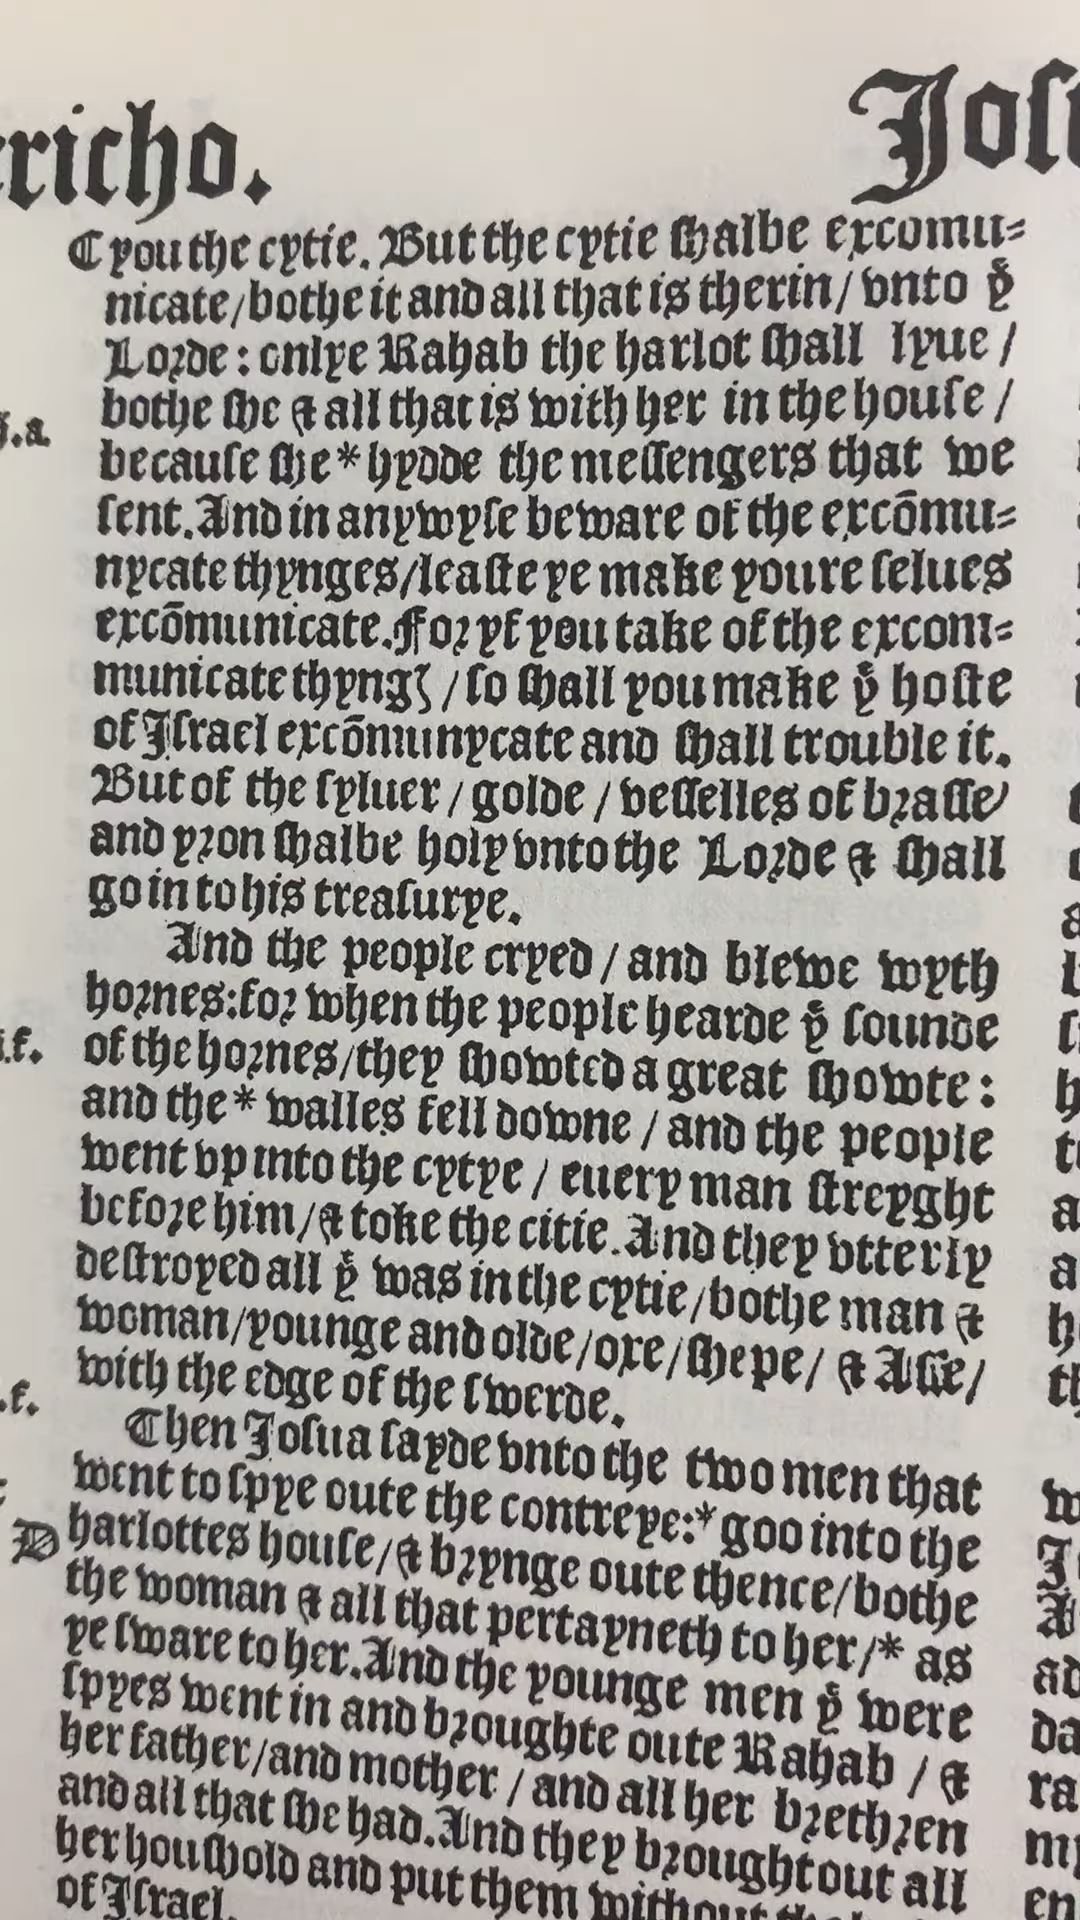 ericho.
C you the cytie. But the cytie shalbe excomu=
nicate/bothe it and all that is therin/ vnto yͤ
Lorde: onlye Rahab the harlot shall lyue /
bothe she & all that is with her in the house /
because she * hydde the messengers that we
sent. And in anywyse beware of the excōmu=
nycate thynges/leaste ye make youre selues
excōmunicate. For yf you take of the excom=
municate thyngꝭ / so shall you make yͤ hoste
of Israel excōmunycate and shall trouble it.
But of the syluer / golde / vesselles of brasse/
and yron shalbe holy vnto the Lorde & shall
go in to his treasurye.
And the people cryed / and blewe wyth
hornes: for when the people hearde yͤ sounde
of the hornes/they showted a great showte:
and the * walles fell downe / and the people
went vp into the cytye / euery man streyght
before him/& toke the citie. And they vtterly
destroyed all yͭ was in the cytie/bothe man &
woman/younge and olde/oxe/shepe/ & Asse/
with the edge of the swerde.
Then Josua sayde vnto the two men that
went to spye oute the contreye:* goo into the
D harlottes house/& brynge oute thence/bothe
the woman & all that pertayneth to her/* as
ye sware to her. And the younge men yͭ were
spyes went in and broughte oute Rahab / &
her father/and mother / and all her brethren
and all that she had. And they brought out all
her houshold and put them without
of Israel.